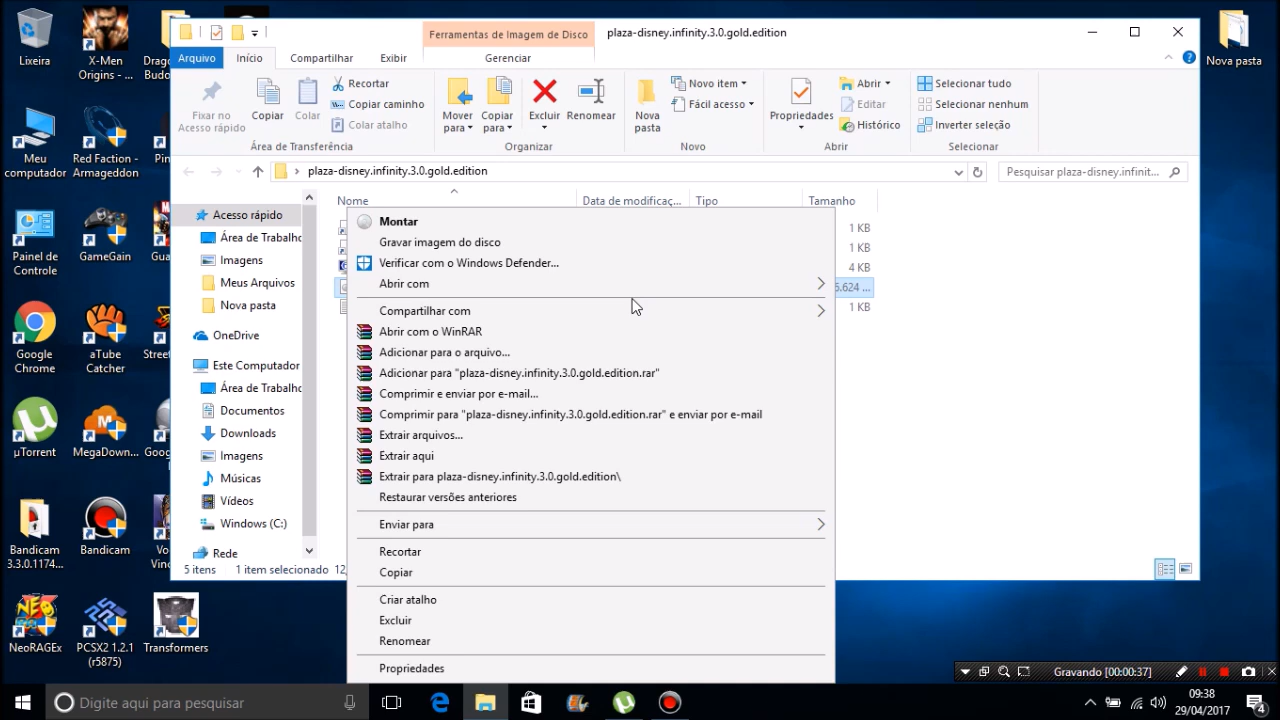 Lixeira
X-Men
Origins - ...
Meu
computador
Red Faction -
Armageddon
Painel de
Controle
GameGain
Google
Chrome
aTube
Catcher
µTorrent
MegaDown...
Bandicam
3.3.0.1174...
Bandicam
NeoRAGEx
PCSX2 1.2.1
(r5875)
Transformers
Nova pasta
Ferramentas de Imagem de Disco
plaza-disney.infinity.3.0.gold.edition
Arquivo
Início
Compartilhar
Exibir
Gerenciar
Fixar no
Acesso rápido
Copiar
Colar
Recortar
Copiar caminho
Colar atalho
Área de Transferência
Mover
para
Copiar
para
Excluir
Renomear
Organizar
Nova
pasta
Novo item
Fácil acesso
Novo
Propriedades
Abrir
Editar
Histórico
Abrir
Selecionar tudo
Selecionar nenhum
Inverter seleção
Selecionar
plaza-disney.infinity.3.0.gold.edition
Pesquisar plaza-disney.infinit...
Nome
Data de modificaç...
Tipo
Tamanho
1 KB
1 KB
4 KB
.624 ...
1 KB
Acesso rápido
Área de Trabalho
Imagens
Meus Arquivos
Nova pasta
OneDrive
Este Computador
Área de Trabalho
Documentos
Downloads
Imagens
Músicas
Vídeos
Windows (C:)
Rede
5 itens
1 item selecionado 12,
Montar
Gravar imagem do disco
Verificar com o Windows Defender...
Abrir com
Compartilhar com
Abrir com o WinRAR
Adicionar para o arquivo...
Adicionar para "plaza-disney.infinity.3.0.gold.edition.rar"
Comprimir e enviar por e-mail...
Comprimir para "plaza-disney.infinity.3.0.gold.edition.rar" e enviar por e-mail
Extrair arquivos...
Extrair aqui
Extrair para plaza-disney.infinity.3.0.gold.edition\
Restaurar versões anteriores
Enviar para
Recortar
Copiar
Criar atalho
Excluir
Renomear
Propriedades
Gravando [00:00:37]
Digite aqui para pesquisar
09:38
29/04/2017
4